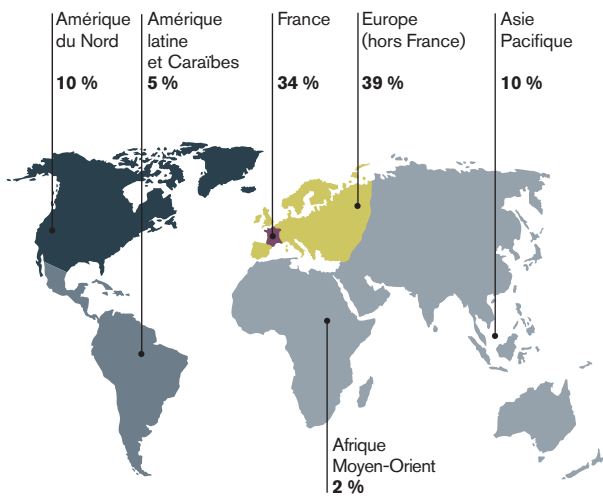 Amérique
du Nord
10 %
Amérique
latine
et Caraïbes
5 %
France
34 %
Europe
(hors France)
39 %
Asie
Pacifique
10 %
Afrique
Moyen-Orient
2 %